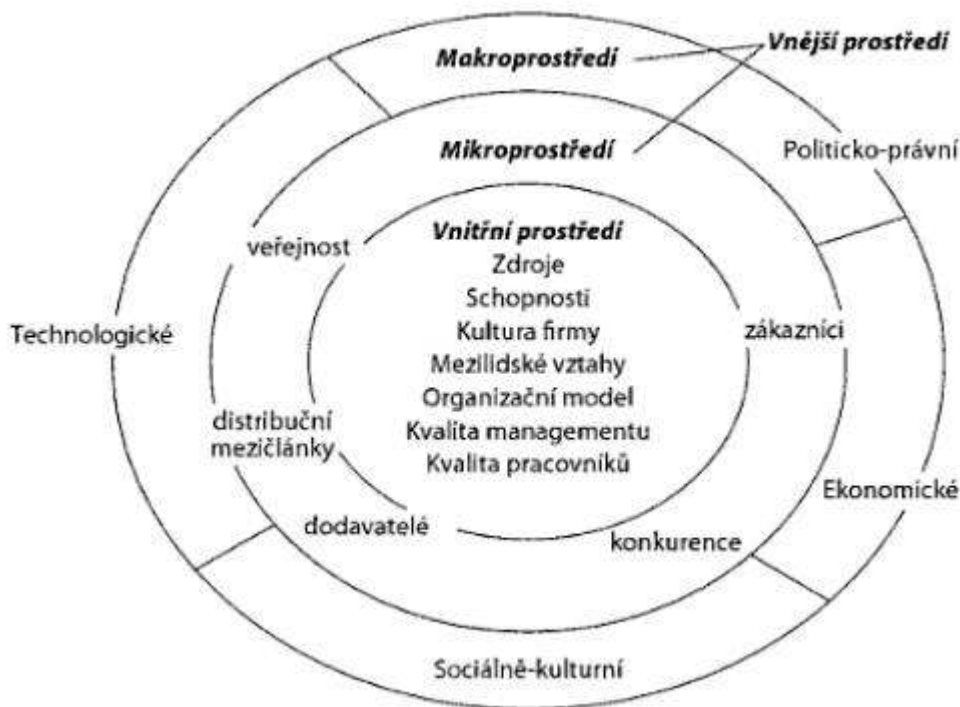 Makroprostředí
Vnější prostředí
Mikroprostředí
Politicko-právní
Vnitřní prostředí
veřejnost
Zdroje
Schopnosti
Kultura firmy
Technologické
zákazníci
Mezilidské vztahy
Organizační model
distribuční
mezičlánky
Kvalita managementu
Kvalita pracovníků
Ekonomické
dodavatelé
konkurence
Sociálně-kulturní